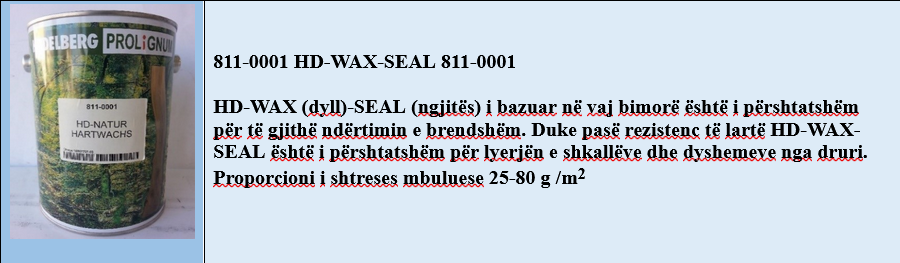 DELBERG PROLiGNUM
811-0001
HD-NATUR
HARTWACHS
811-0001 HD-WAX-SEAL 811-0001
HD-WAX (dyll)-SEAL (ngjitës) i bazuar në vaj bimorë është i përshtatshëm
për të gjithë ndërtimin e brendshëm. Duke pasë rezistenc të lartë HD-WAX-
SEAL është i përshtatshëm për lyerjën e shkallëve dhe dyshemeve nga druri.
Proporcioni i shtreses mbuluese 25-80 g /m²